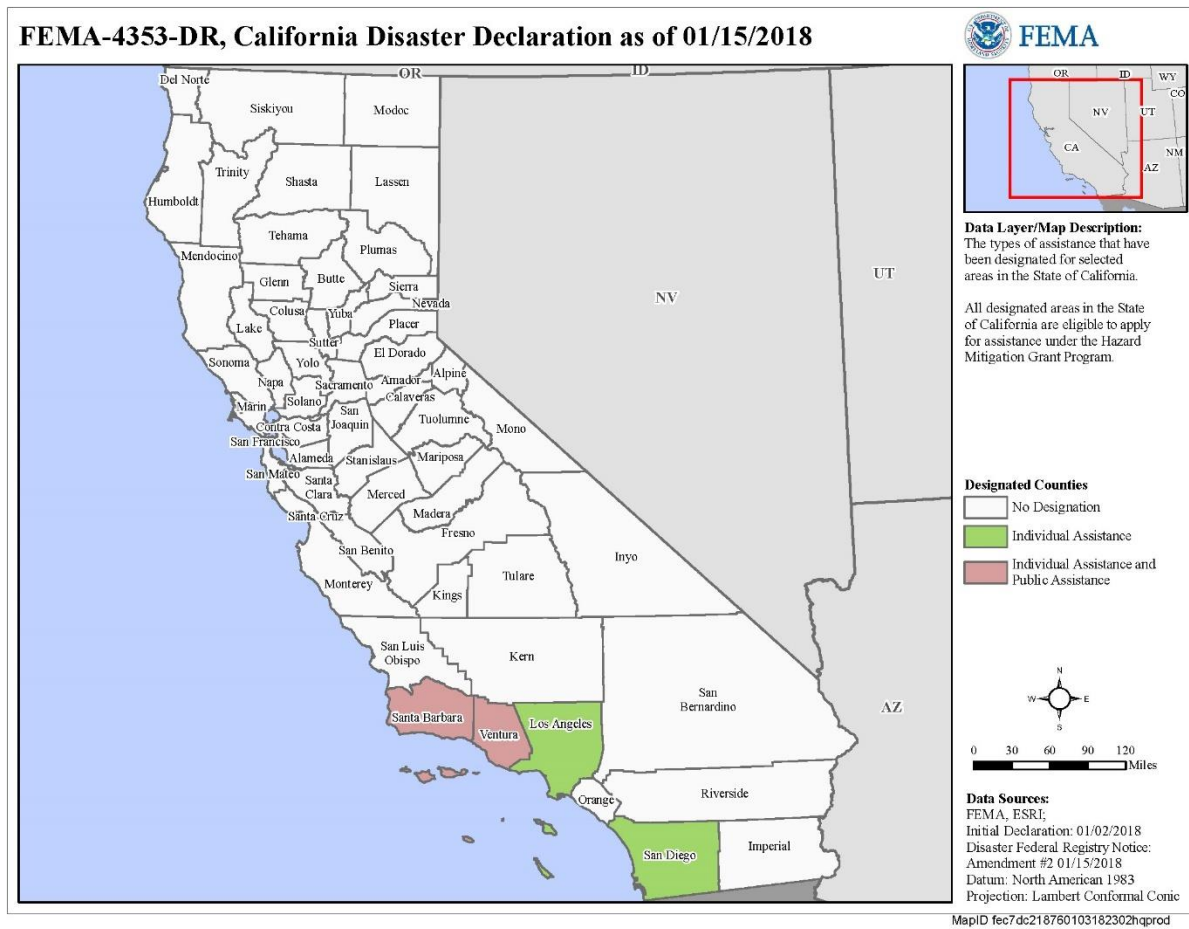 FEMA-4353-DR, California Disaster Declaration as of 01/15/2018
FEMA
OR
ID
Del Norte
Siskiyou
Modoc
Trinity
Shasta
Lassen
Humboldt
Tehama
Plumas
Mendocino
Glenn
Butte
Sierra
Nevada
Colusa
Yuba
Lake
Placer
Sutter
Sonoma
Yolo
El Dorado
Napa
Sacramento
Amador
Alpine
Marin
Solano
Calaveras
Contra Costa
San
Joaquin
Tuolumne
Mono
San Francisco
Alameda
Stanislaus
Mariposa
San Mateo
Santa
Clara
Merced
Santa Cruz
Madera
Fresno
San Benito
Inyo
Monterey
Kings
Tulare
San Luis
Obispo
Kern
San
Bernardino
Santa Barbara
Ventura
Los Angeles
Orange
Riverside
San Diego
Imperial
NV
UT
AZ
OR
ID
WY
CO
NV
UT
CA
NM
AZ
Data Layer/Map Description:
The types of assistance that have
been designated for selected
areas in the State of California.
All designated areas in the State
of California are eligible to apply
for assistance under the Hazard
Mitigation Grant Program.
Designated Counties
No Designation
Individual Assistance
Individual Assistance and
Public Assistance
N
W
E
S
0 30 60 90 120
Miles
Data Sources:
FEMA, ESRI;
Initial Declaration: 01/02/2018
Disaster Federal Registry Notice:
Amendment #2 01/15/2018
Datum: North American 1983
Projection: Lambert Conformal Conic
MapID fec7dc218760103182302hqprod